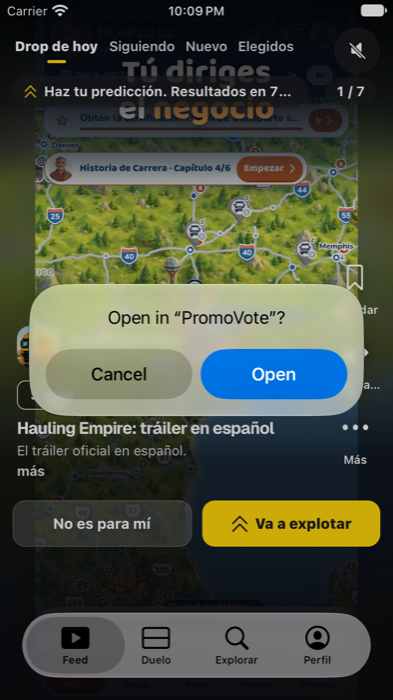 Carrier 10:09 PM
Drop de hoy Siguiendo Nuevo Elegidos
Tú diriges
Haz tu predicción. Resultados en 7... 1 / 7
el negocio
Historia de Carrera - Capítulo 4/6 Empezar
Denver
44
25
55
40
40
Memphis
Open in “PromoVote”?
Cancel Open
Hauling Empire: tráiler en español
El tráiler oficial en español.
más
Más
Monterrey
No es para mí Va a explotar
Feed Duelo Explorar Perfil